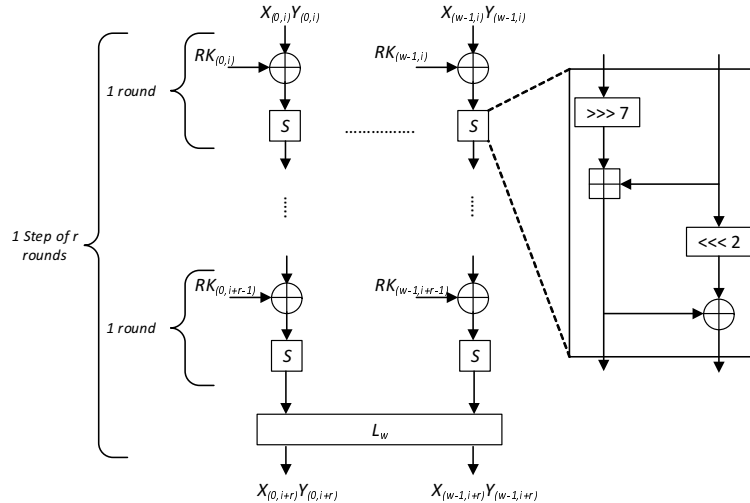 X(0,i)Y(0,i) X(w-1,i)Y(w-1,i)
RK(0,i) RK(w-1,i)
1 round
>>> 7
S ................ S
1 Step of r
rounds
<<< 2
RK(0,i+r-1) RK(w-1,i+r-1)
1 round
S S
Lw
X(0,i+r)Y(0,i+r) X(w-1,i+r)Y(w-1,i+r)